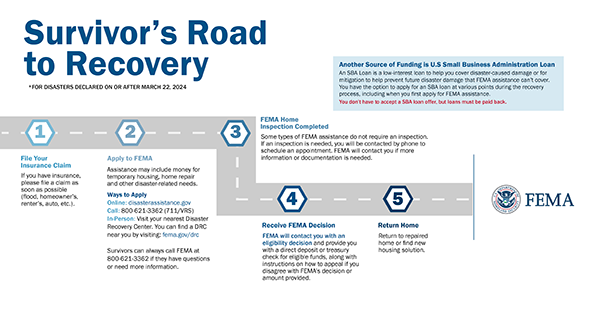 Survivor's Road
to Recovery
*FOR DISASTERS DECLARED ON OR AFTER MARCH 22, 2024
Another Source of Funding is U.S Small Business Administration Loan
An SBA Loan is a low-interest loan to help you cover disaster-caused damage or for
mitigation to help prevent future disaster damage that FEMA assistance can't cover.
You have the option to apply for an SBA loan at various points during the recovery
process, including when you first apply for FEMA assistance.
You don't have to accept a SBA loan offer, but loans must be paid back.
1
File Your
Insurance Claim
If you have insurance,
please file a claim as
soon as possible
(flood, homeowner's,
renter's, auto, etc.).
2
Apply to FEMA
Assistance may include money for
temporary housing, home repair
and other disaster-related needs.
Ways to Apply
Online: disasterassistance.gov
Call: 800 621-3362 (711/VRS)
In-Person: Visit your nearest Disaster
Recovery Center. You can find a DRC
near you by visiting: fema.gov/drc
Survivors can always call FEMA at
800 621-3362 if they have questions
or need more information.
3
FEMA Home
Inspection Completed
Some types of FEMA assistance do not require an inspection.
If an inspection is needed, you will be contacted by phone to
schedule an appointment. FEMA will contact you if more
information or documentation is needed.
4
Receive FEMA Decision
FEMA will contact you with an
eligibility decision and provide you
with a direct deposit or treasury
check for eligible funds, along with
instructions on how to appeal if you
disagree with FEMA's decision or
amount provided.
5
Return Home
Return to repaired
home or find new
housing solution.
FEMA